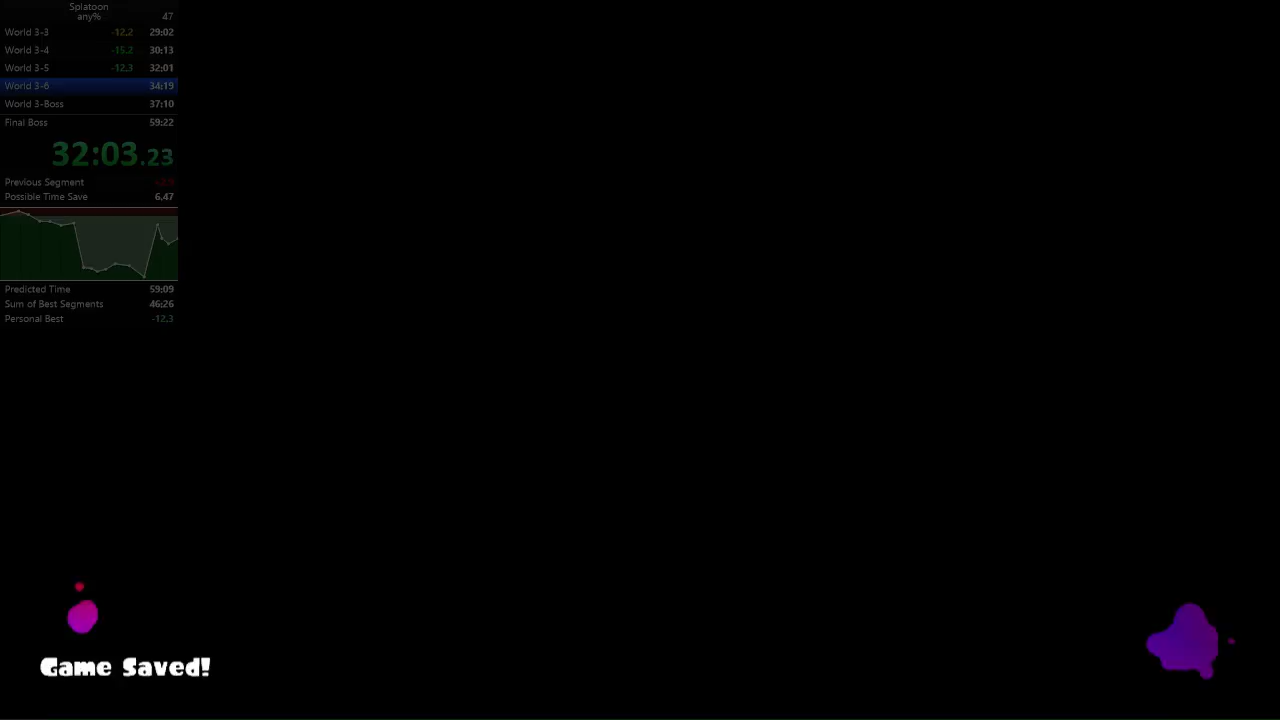 Splatoon
any% 47
World 3-3 -12.2 29:02
World 3-4 -15.2 30:13
World 3-5 -12.3 32:01
World 3-6 34:19
World 3-Boss 37:10
Final Boss 59:22
32:03.23
Previous Segment
Possible Time Save 6.47
Predicted Time 59:09
Sum of Best Segments 46:26
Personal Best -12.3
Game Saved!